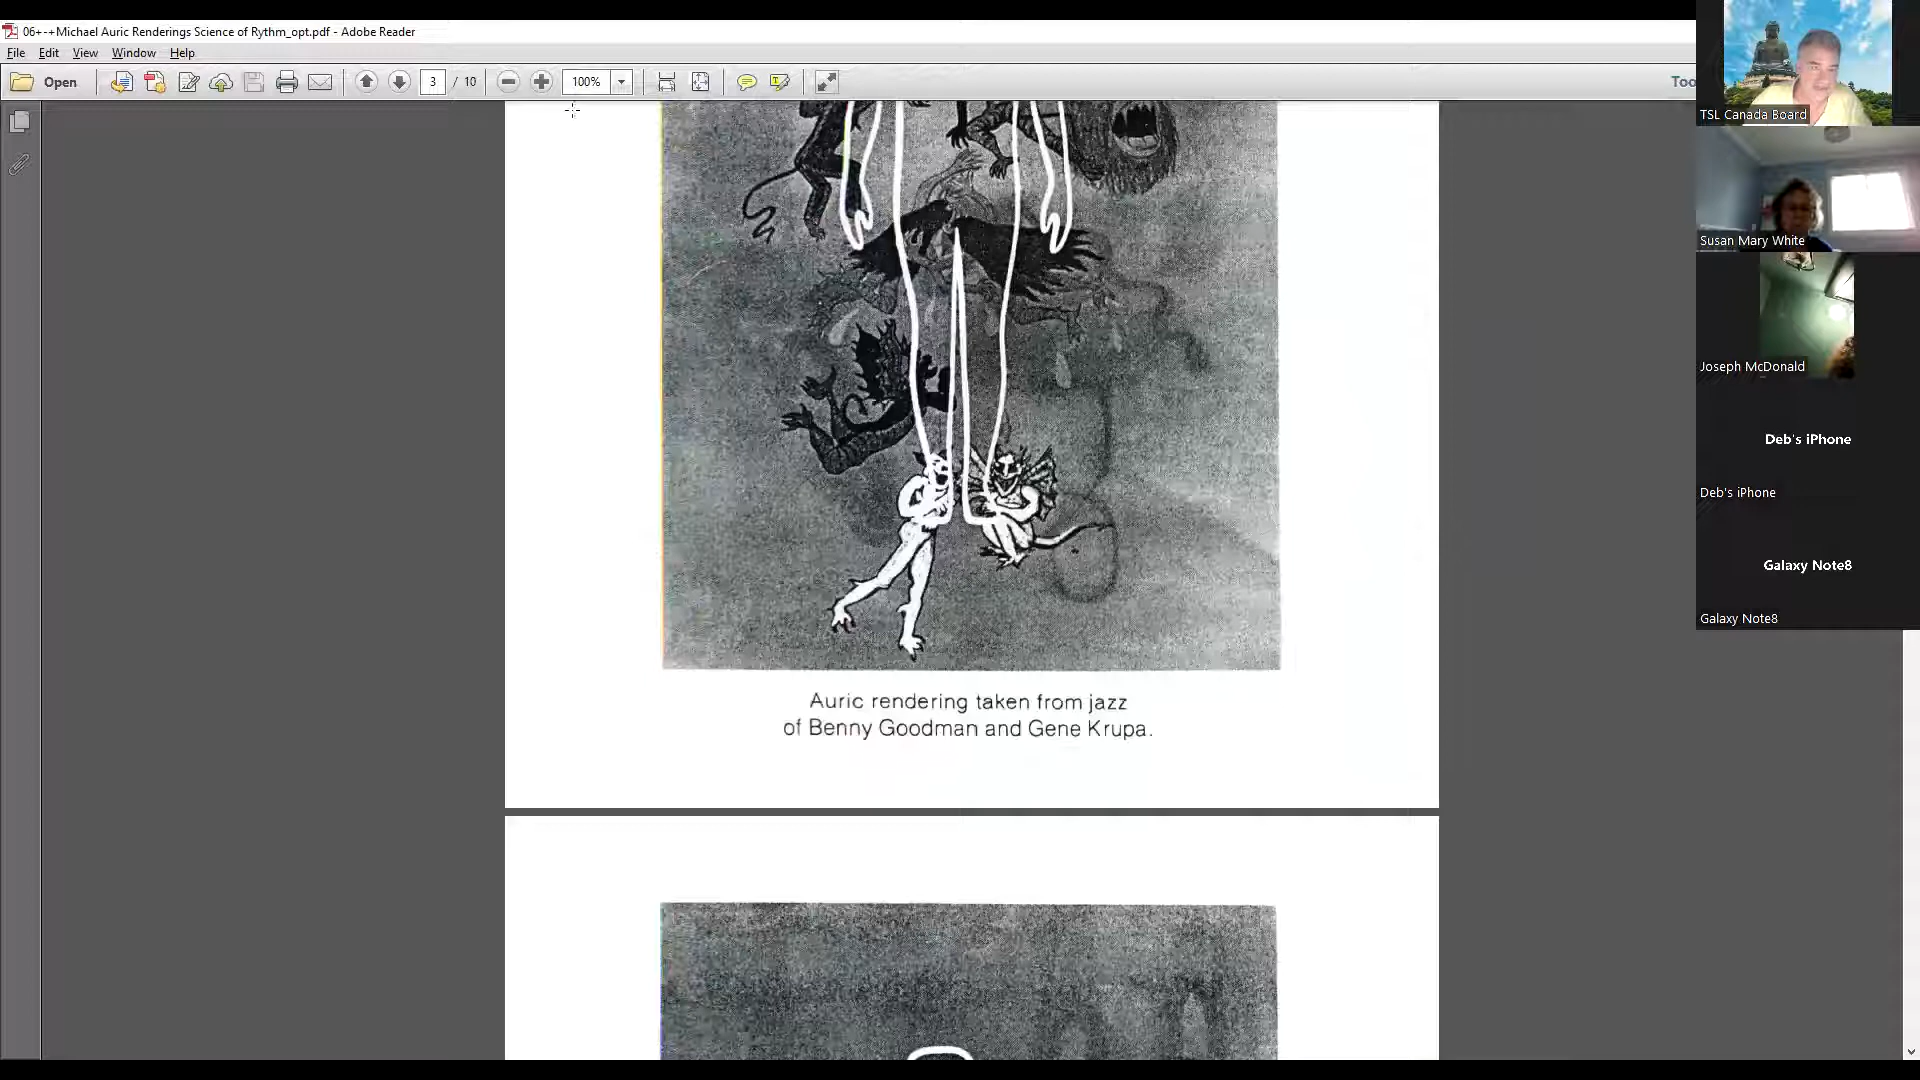 06+-+Michael Auric Renderings Science of Rythm_opt.pdf - Adobe Reader
File Edit View Window Help
Open 3 / 10 100% Too
TSL Canada Board
Susan Mary White
Joseph McDonald
Deb's iPhone
Deb's iPhone
Galaxy Note8
Galaxy Note8
Auric rendering taken from jazz
of Benny Goodman and Gene Krupa.